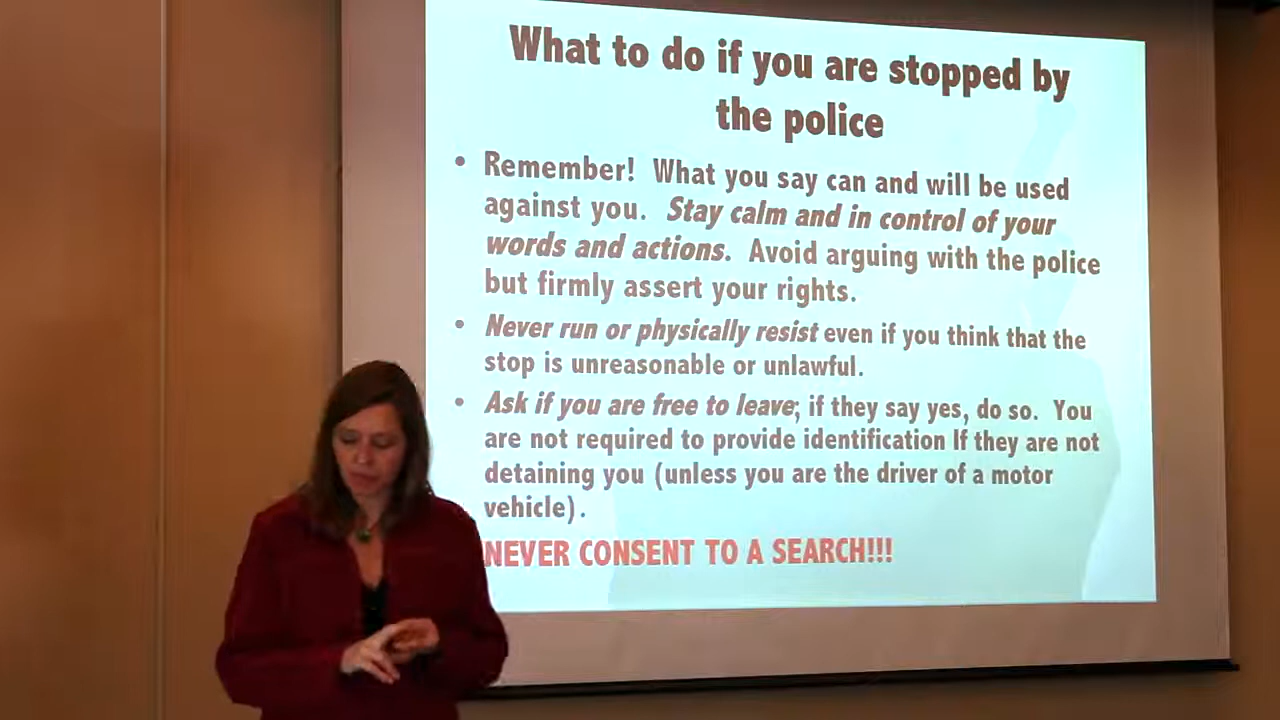 What to do if you are stopped by
the police
• Remember! What you say can and will be used
against you. Stay calm and in control of your
words and actions. Avoid arguing with the police
but firmly assert your rights.
• Never run or physically resist even if you think that the
stop is unreasonable or unlawful.
• Ask if you are free to leave; if they say yes, do so. You
are not required to provide identification If they are not
detaining you (unless you are the driver of a motor
vehicle).
NEVER CONSENT TO A SEARCH!!!